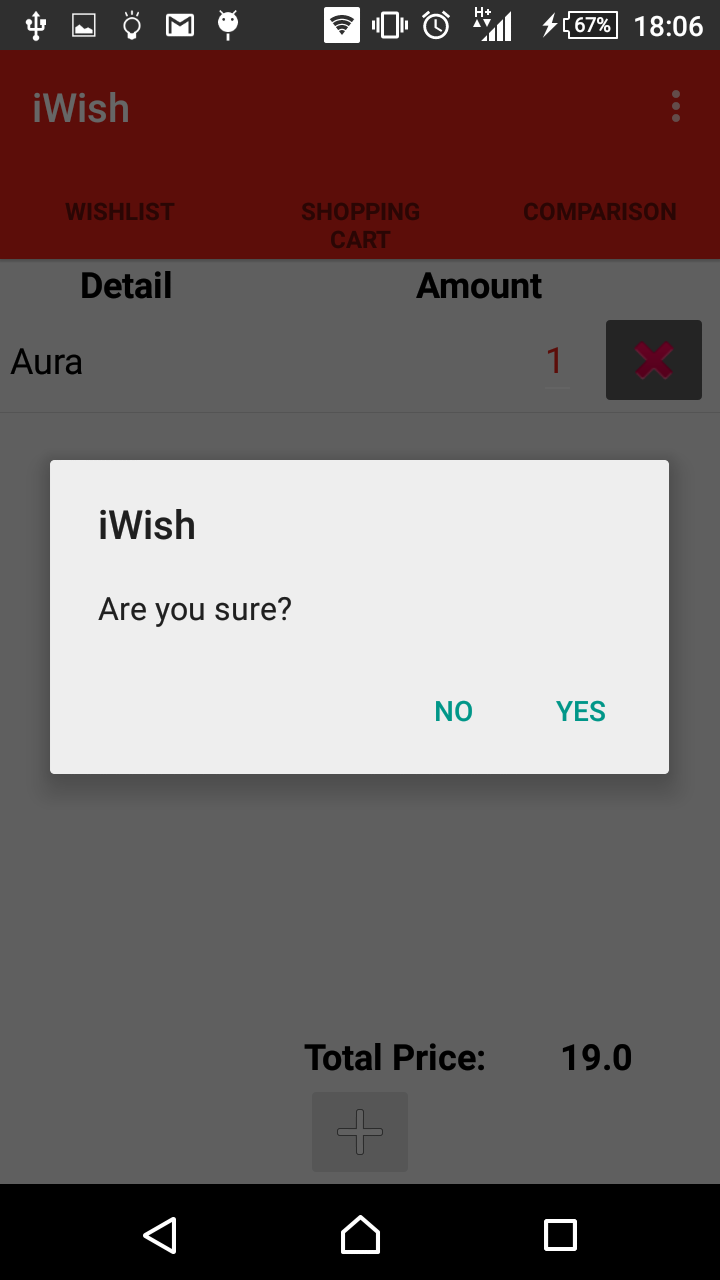 H+
67% 18:06
iWish
WISHLIST SHOPPING CART COMPARISON
Detail Amount
Aura 1
iWish
Are you sure?
NO YES
Total Price: 19.0